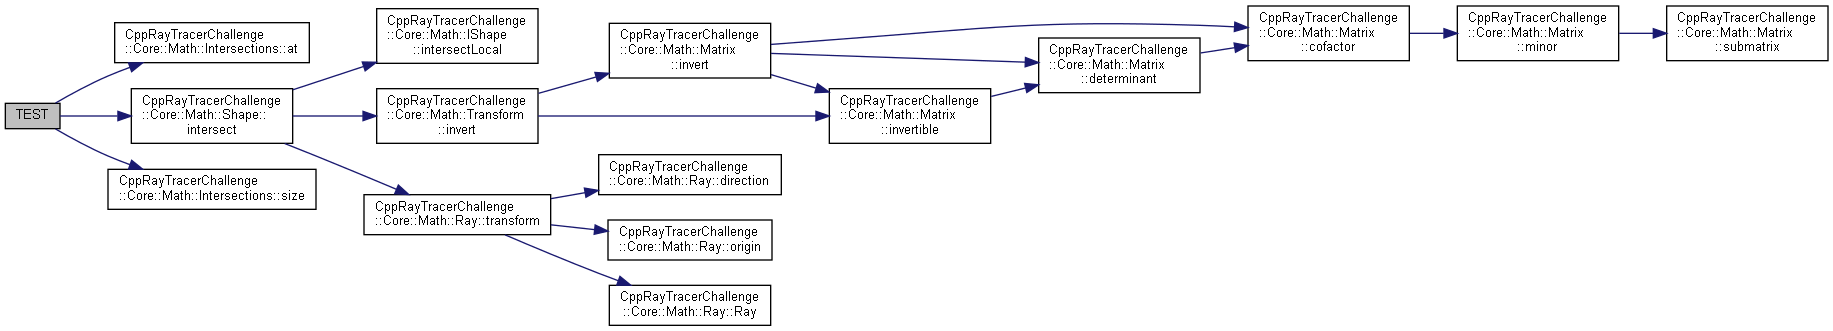 TEST
CppRayTracerChallenge
::Core::Math::Intersections::at
CppRayTracerChallenge
::Core::Math::Shape::
intersect
CppRayTracerChallenge
::Core::Math::Intersections::size
CppRayTracerChallenge
::Core::Math::IShape
::intersectLocal
CppRayTracerChallenge
::Core::Math::Transform
::invert
CppRayTracerChallenge
::Core::Math::Ray::transform
CppRayTracerChallenge
::Core::Math::Matrix
::invert
CppRayTracerChallenge
::Core::Math::Ray::direction
CppRayTracerChallenge
::Core::Math::Ray::origin
CppRayTracerChallenge
::Core::Math::Ray::Ray
CppRayTracerChallenge
::Core::Math::Matrix
::invertible
CppRayTracerChallenge
::Core::Math::Matrix
::determinant
CppRayTracerChallenge
::Core::Math::Matrix
::cofactor
CppRayTracerChallenge
::Core::Math::Matrix
::minor
CppRayTracerChallenge
::Core::Math::Matrix
::submatrix